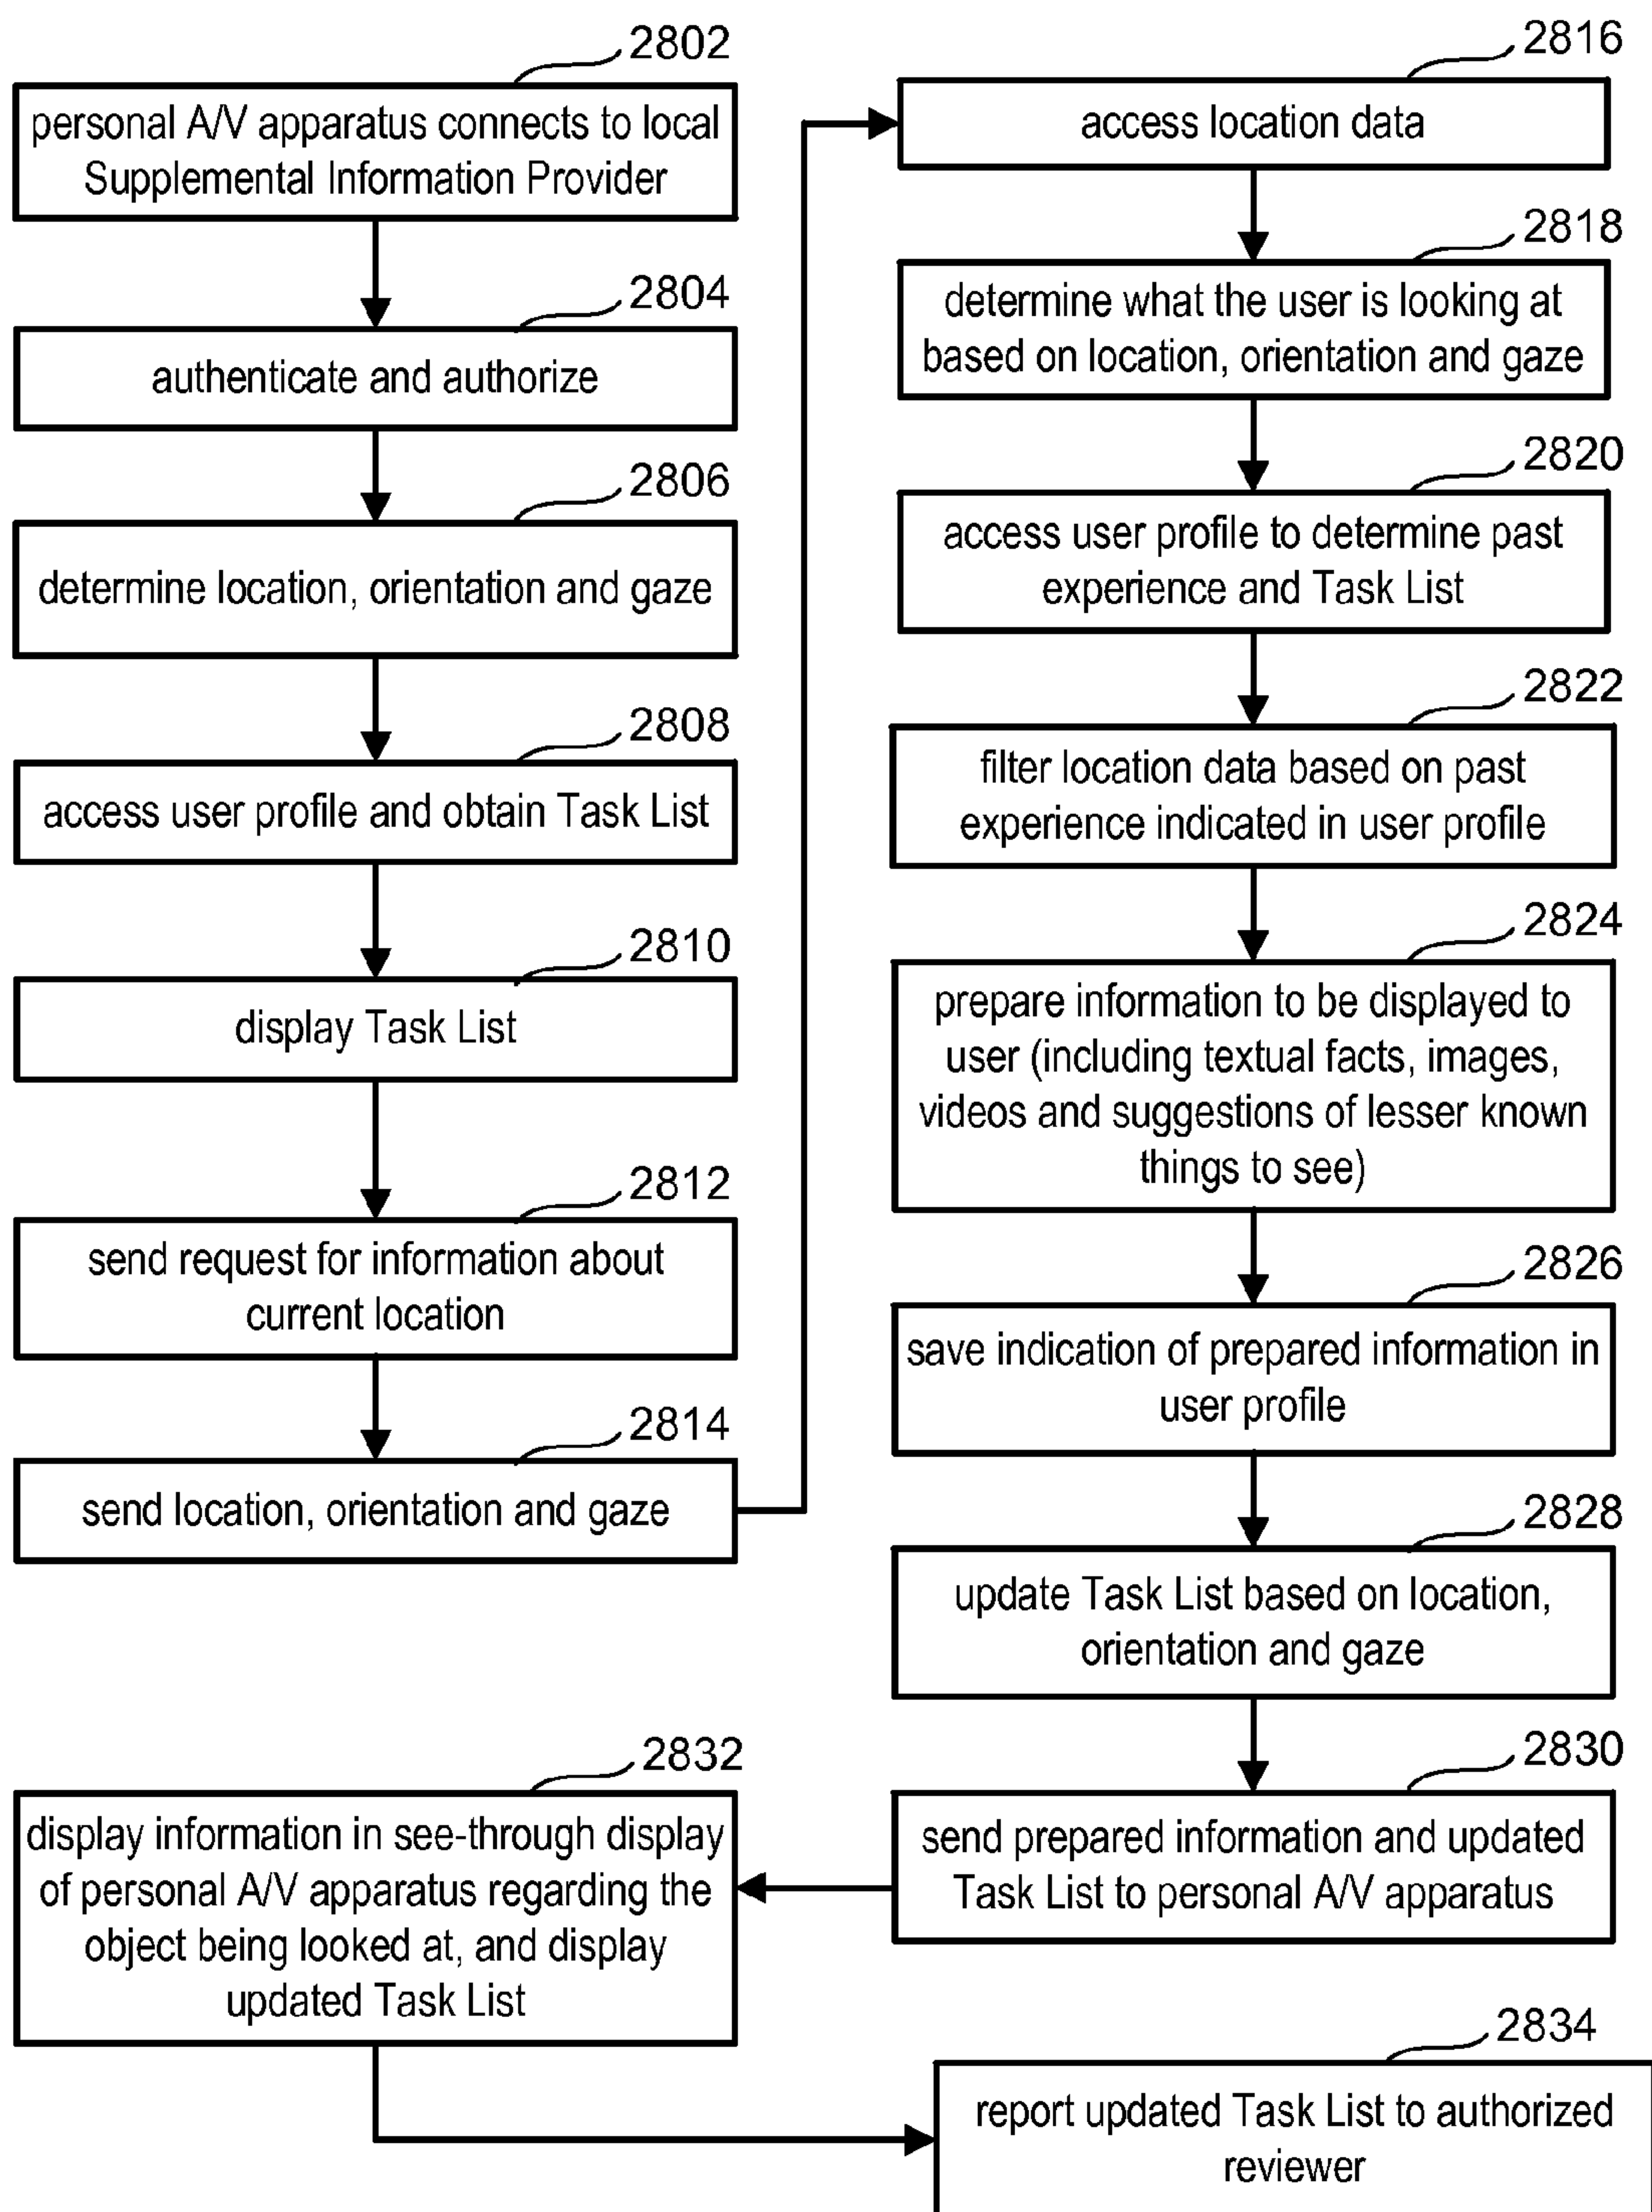 2802
personal A/V apparatus connects to local
Supplemental Information Provider
2804
authenticate and authorize
2806
determine location, orientation and gaze
2808
access user profile and obtain Task List
2810
display Task List
2812
send request for information about
current location
2814
send location, orientation and gaze
2816
access location data
2818
determine what the user is looking at
based on location, orientation and gaze
2820
access user profile to determine past
experience and Task List
2822
filter location data based on past
experience indicated in user profile
2824
prepare information to be displayed to
user (including textual facts, images,
videos and suggestions of lesser known
things to see)
2826
save indication of prepared information in
user profile
2828
update Task List based on location,
orientation and gaze
2830
send prepared information and updated
Task List to personal A/V apparatus
2832
display information in see-through display
of personal A/V apparatus regarding the
object being looked at, and display
updated Task List
2834
report updated Task List to authorized
reviewer